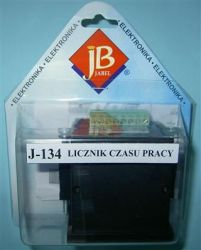 ELEKTRONIKA • ELEKTRONIKA
ELEKTRONIKA • ELEKTRONIKA
JB
JABEL
J-134 LICZNIK CZASU PRACY